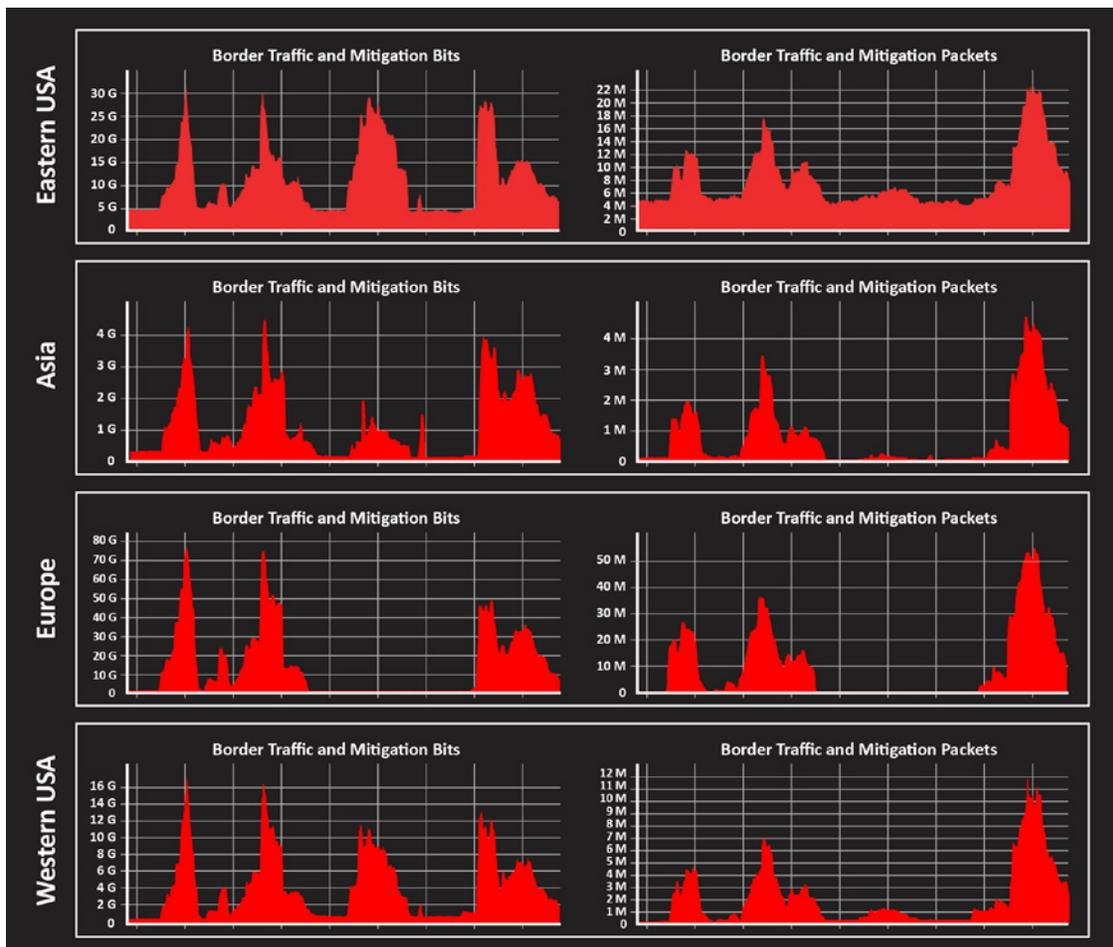 Eastern USA
Border Traffic and Mitigation Bits
30 G
25 G
20 G
15 G
10 G
5 G
0
Border Traffic and Mitigation Packets
22 M
20 M
18 M
16 M
14 M
12 M
10 M
8 M
6 M
4 M
2 M
0
Asia
Border Traffic and Mitigation Bits
4 G
3 G
2 G
1 G
0
Border Traffic and Mitigation Packets
4 M
3 M
2 M
1 M
0
Europe
Border Traffic and Mitigation Bits
80 G
70 G
60 G
50 G
40 G
30 G
20 G
10 G
0
Border Traffic and Mitigation Packets
50 M
40 M
30 M
20 M
10 M
0
Western USA
Border Traffic and Mitigation Bits
16 G
14 G
12 G
10 G
8 G
6 G
4 G
2 G
0
Border Traffic and Mitigation Packets
12 M
11 M
10 M
9 M
8 M
7 M
6 M
5 M
4 M
3 M
2 M
1 M
0